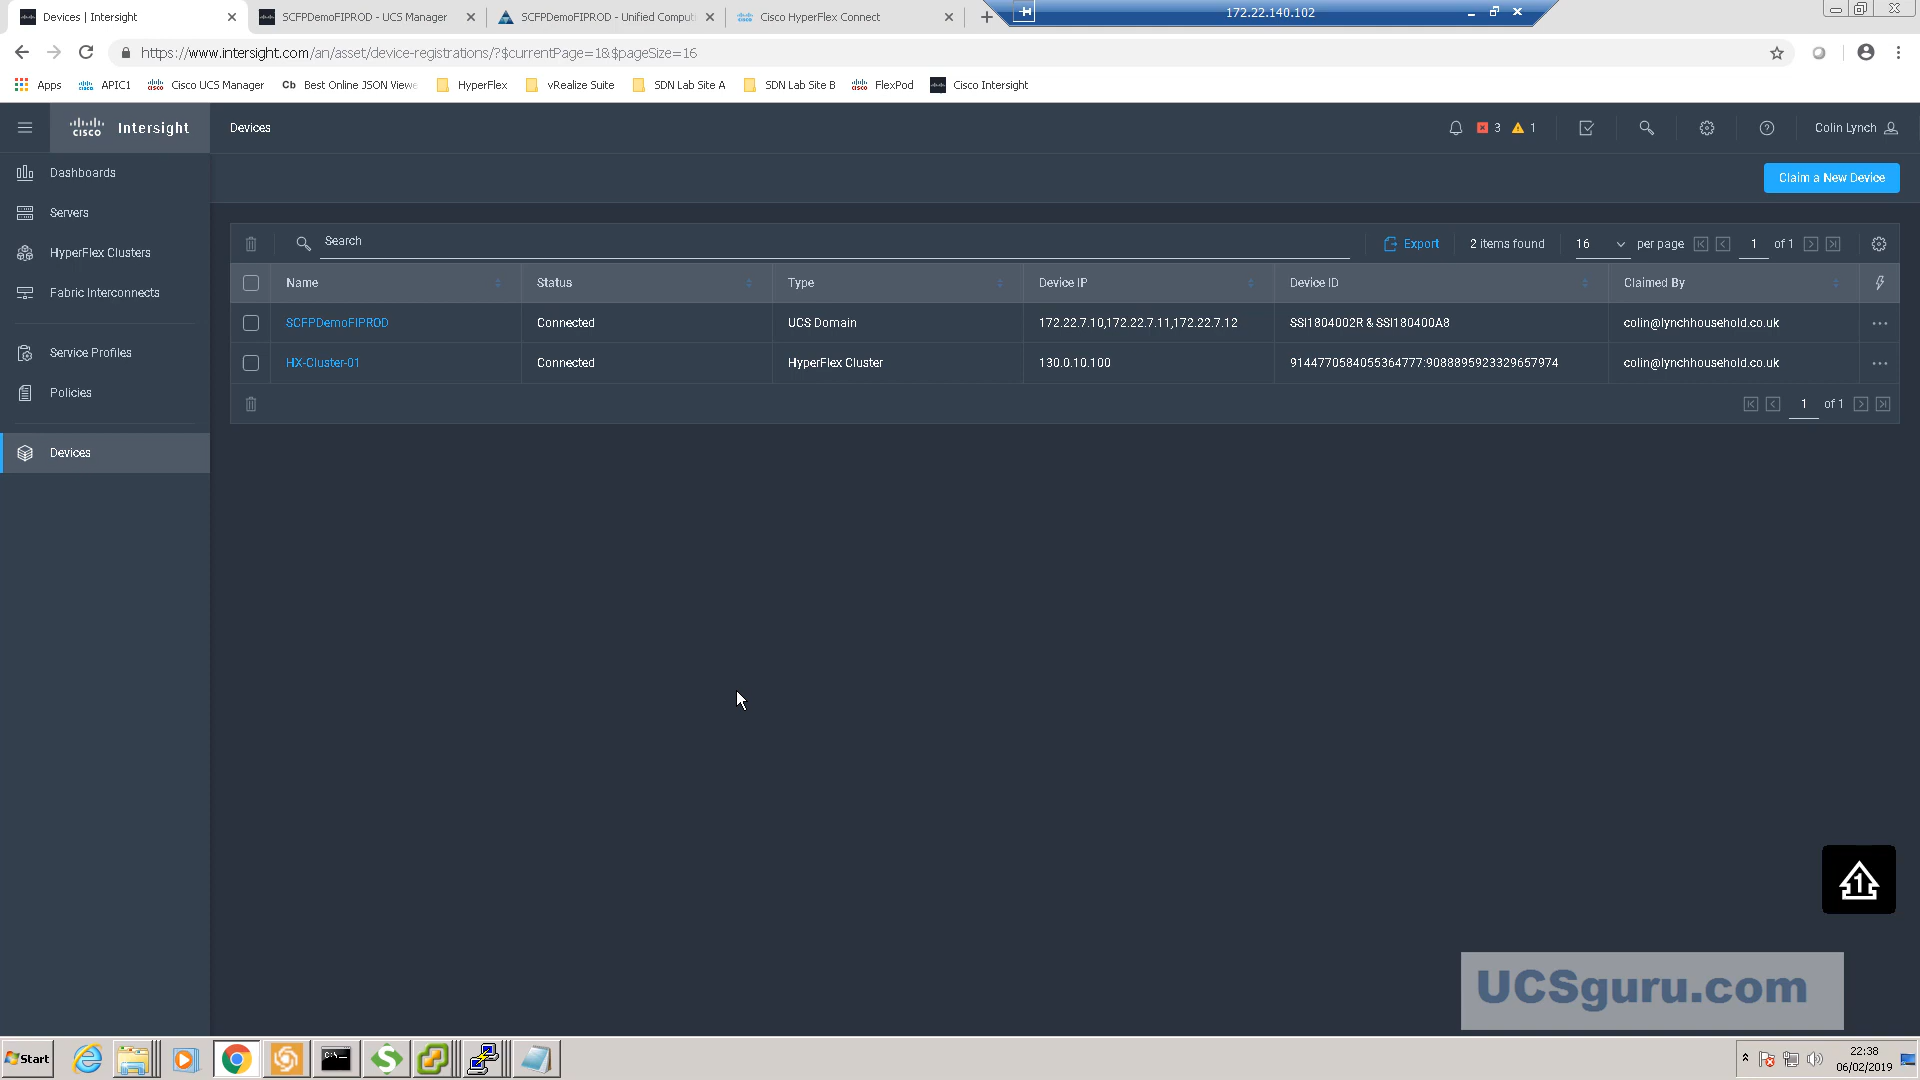 Devices | Intersight
SCFPDemoFIPROD - UCS Manager
SCFPDemoFIPROD - Unified Computi
Cisco HyperFlex Connect
172.22.140.102
https://www.intersight.com/an/asset/device-registrations/?$currentPage=1&$pageSize=16
Apps
APIC1
Cisco UCS Manager
Cb Best Online JSON Viewe
HyperFlex
vRealize Suite
SDN Lab Site A
SDN Lab Site B
FlexPod
Cisco Intersight
cisco Intersight
Devices
3
1
Colin Lynch
Dashboards
Servers
HyperFlex Clusters
Fabric Interconnects
Service Profiles
Policies
Devices
Claim a New Device
Search
Export
2 items found
16 per page
1 of 1
Name Status Type Device IP Device ID Claimed By
SCFPDemoFIPROD Connected UCS Domain 172.22.7.10,172.22.7.11,172.22.7.12 SSI1804002R & SSI180400A8 colin@lynchhousehold.co.uk
HX-Cluster-01 Connected HyperFlex Cluster 130.0.10.100 9144770584055364777:9088895923329657974 colin@lynchhousehold.co.uk
1 of 1
1
UCSguru.com
Start
C:\
S
22:38
06/02/2019